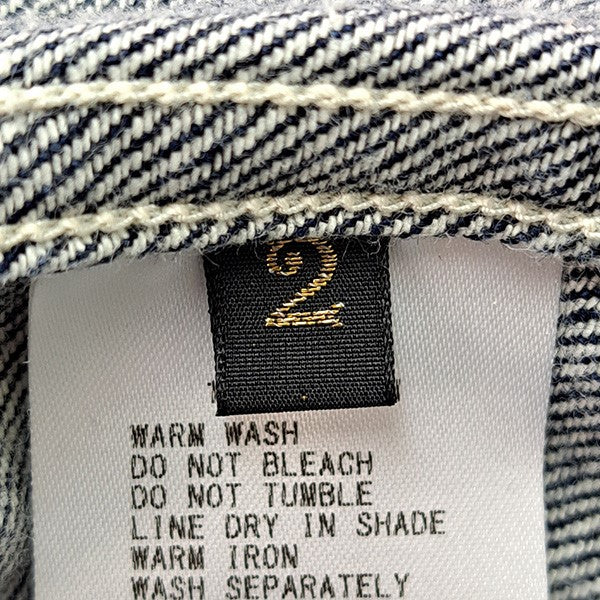 2
WARM WASH
DO NOT BLEACH
DO NOT TUMBLE
LINE DRY IN SHADE
WARM IRON
WASH SEPARATELY